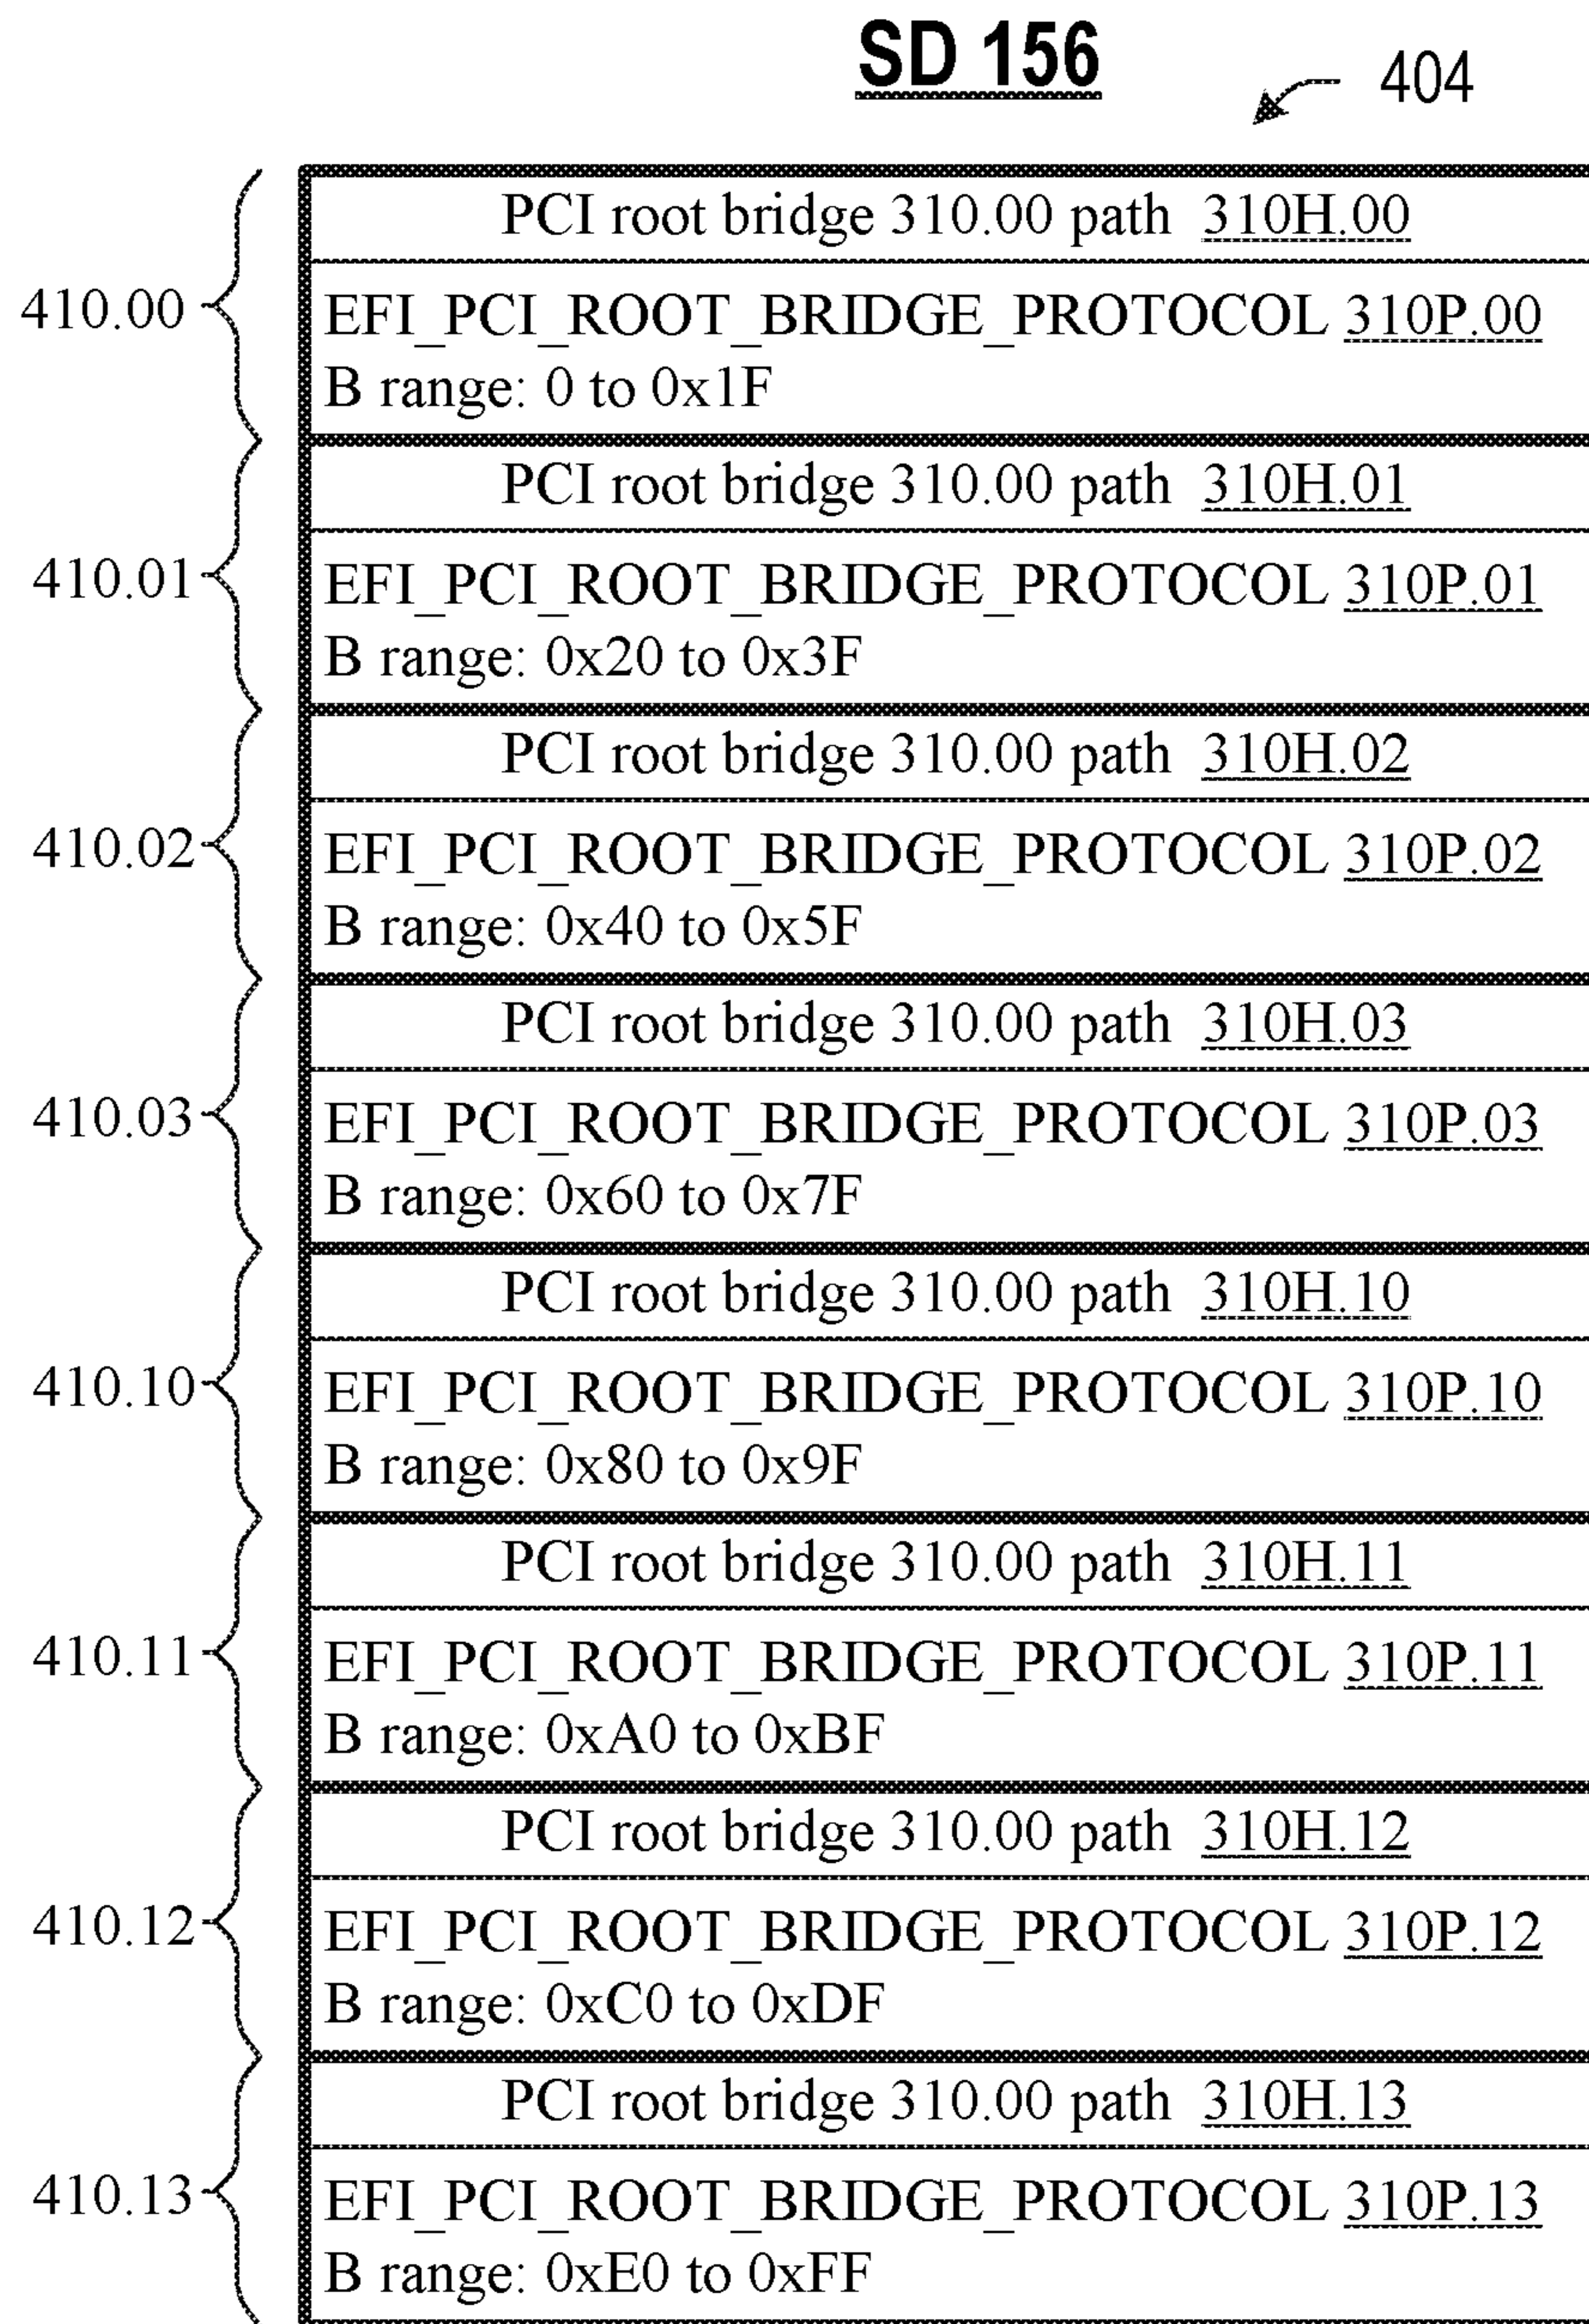 SD 156
404
PCI root bridge 310.00 path 310H.00
410.00
EFI_PCI_ROOT_BRIDGE_PROTOCOL 310P.00
B range: 0 to 0x1F
PCI root bridge 310.00 path 310H.01
410.01
EFI_PCI_ROOT_BRIDGE_PROTOCOL 310P.01
B range: 0x20 to 0x3F
PCI root bridge 310.00 path 310H.02
410.02
EFI_PCI_ROOT_BRIDGE_PROTOCOL 310P.02
B range: 0x40 to 0x5F
PCI root bridge 310.00 path 310H.03
410.03
EFI_PCI_ROOT_BRIDGE_PROTOCOL 310P.03
B range: 0x60 to 0x7F
PCI root bridge 310.00 path 310H.10
410.10
EFI_PCI_ROOT_BRIDGE_PROTOCOL 310P.10
B range: 0x80 to 0x9F
PCI root bridge 310.00 path 310H.11
410.11
EFI_PCI_ROOT_BRIDGE_PROTOCOL 310P.11
B range: 0xA0 to 0xBF
PCI root bridge 310.00 path 310H.12
410.12
EFI_PCI_ROOT_BRIDGE_PROTOCOL 310P.12
B range: 0xC0 to 0xDF
PCI root bridge 310.00 path 310H.13
410.13
EFI_PCI_ROOT_BRIDGE_PROTOCOL 310P.13
B range: 0xE0 to 0xFF